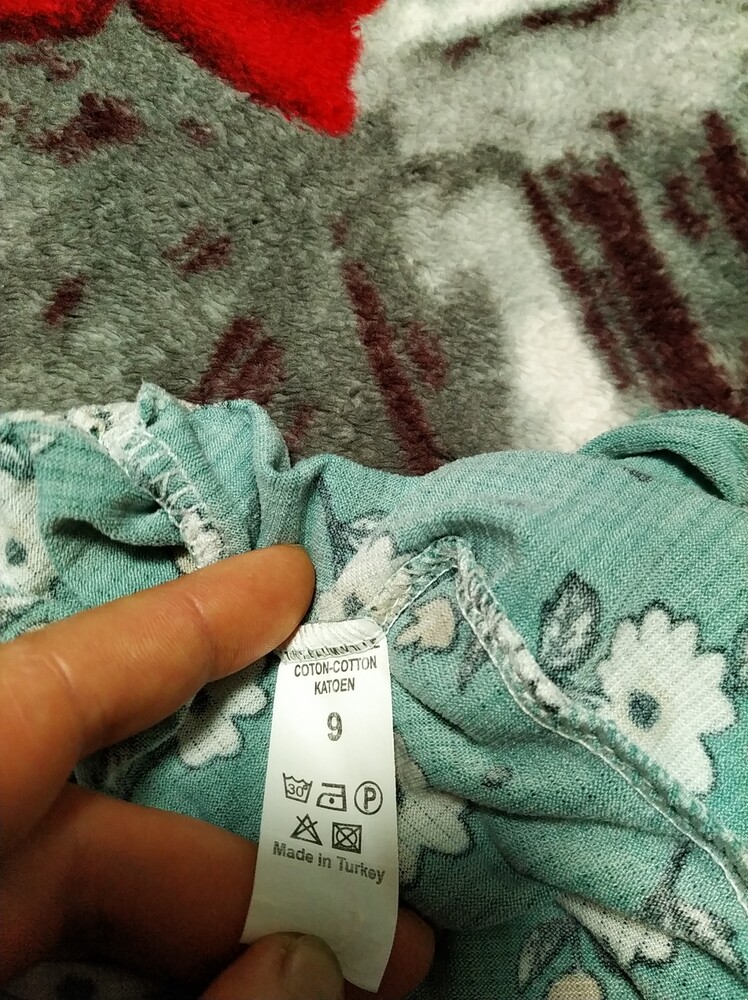 COTON-COTTON
KATOEN
9
30°
P
Made in Turkey